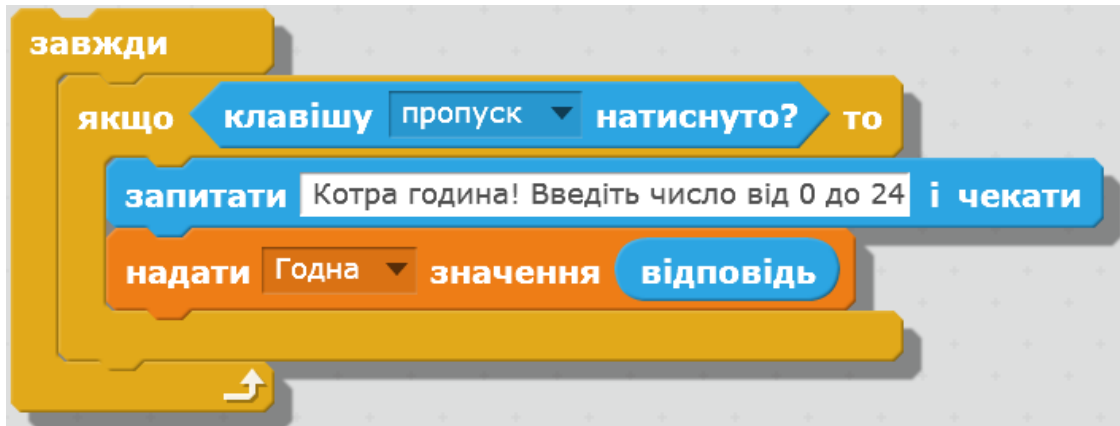 завжди
якщо клавішу пропуск натиснуто? то
запитати Котра година! Введіть число від 0 до 24 і чекати
надати Годна значення відповідь